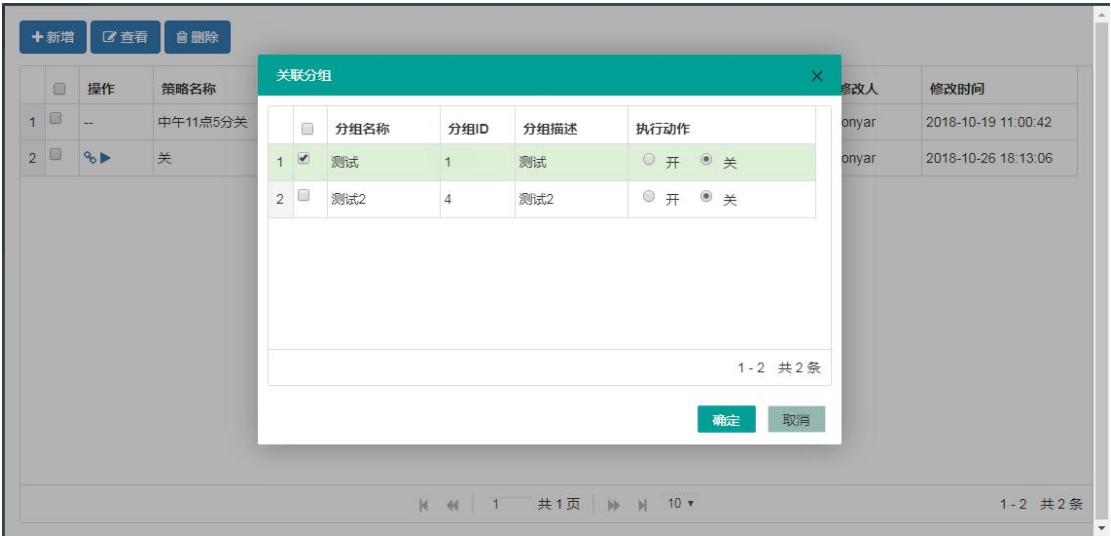 新增 查看 删除
关联分组
操作 策略名称 修改人 修改时间
1 -- 中午11点5分关 onyar 2018-10-19 11:00:42
2 关 onyar 2018-10-26 18:13:06
分组名称 分组ID 分组描述 执行动作
1 测试 1 测试 开 关
2 测试2 4 测试2 开 关
1 - 2 共 2 条
确定 取消
1 共 1 页 10 1 - 2 共 2 条